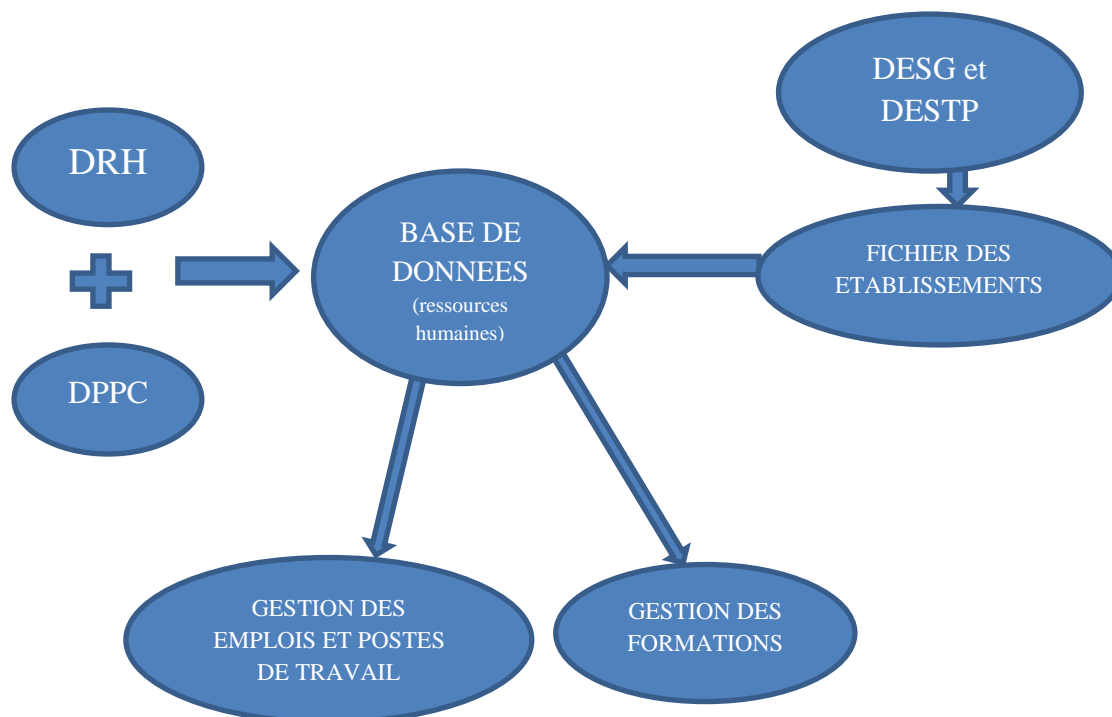 DESG et
DESTP
DRH
BASE DE
DONNEES
(ressources
humaines)
FICHIER DES
ETABLISSEMENTS
DPPC
GESTION DES
EMPLOIS ET POSTES
DE TRAVAIL
GESTION DES
FORMATIONS